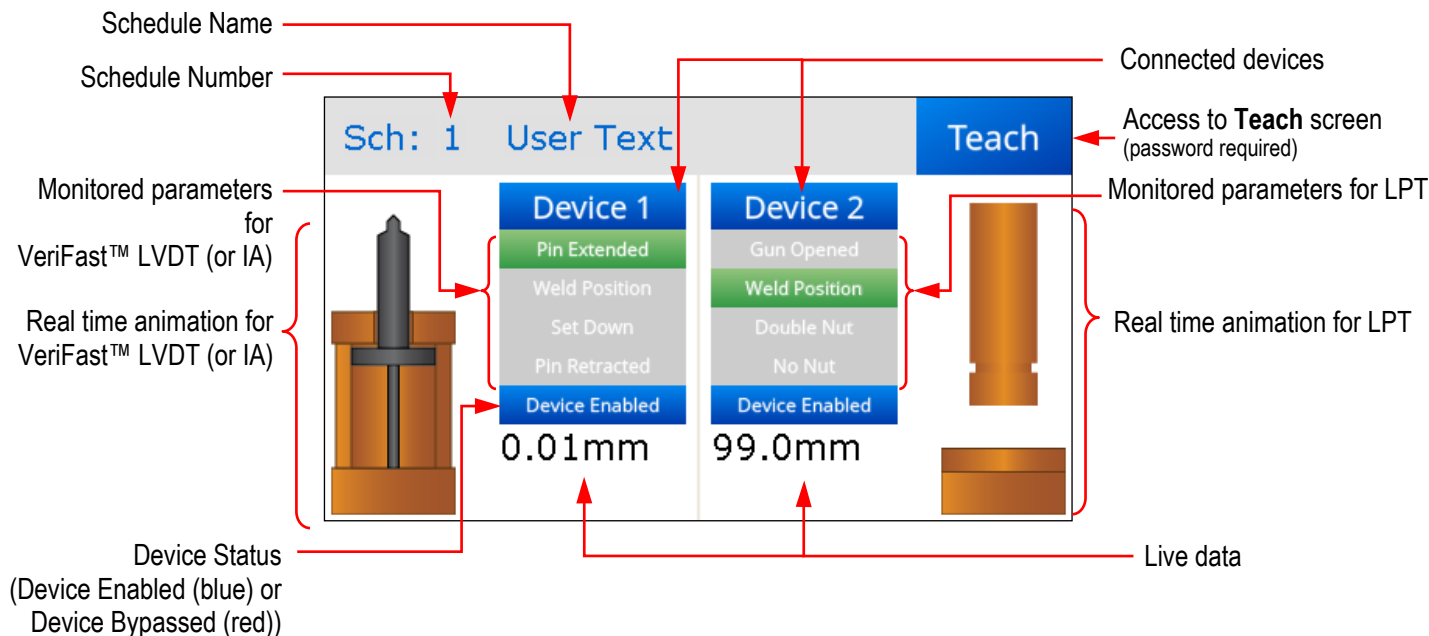 Schedule Name
Schedule Number
Connected devices
Access to Teach screen
(password required)
Sch: 1 User Text
Teach
Monitored parameters
for
VeriFast™ LVDT (or IA)
Monitored parameters for LPT
Device 1
Pin Extended
Weld Position
Set Down
Pin Retracted
Device Enabled
0.01mm
Device 2
Gun Opened
Weld Position
Double Nut
No Nut
Device Enabled
99.0mm
Real time animation for
VeriFast™ LVDT (or IA)
Real time animation for LPT
Device Status
(Device Enabled (blue) or
Device Bypassed (red))
Live data